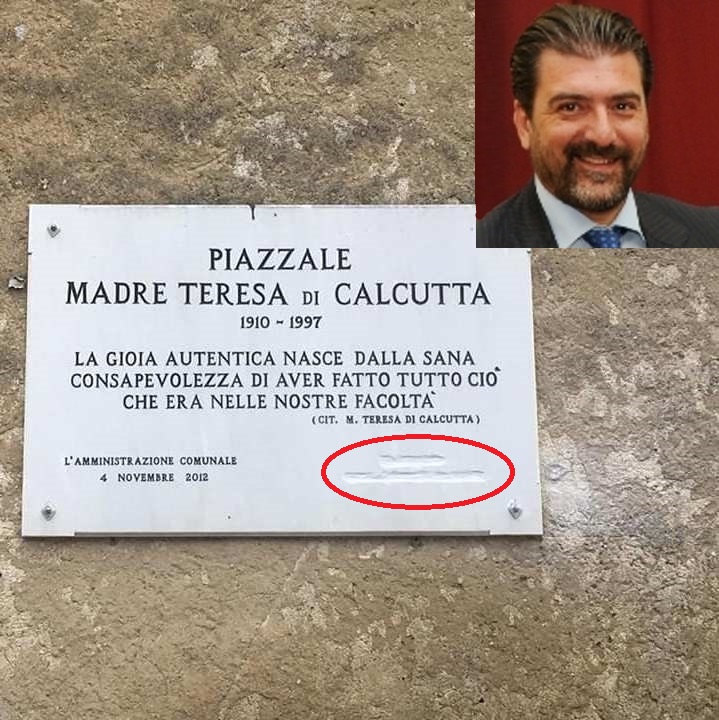 PIAZZALE
MADRE TERESA DI CALCUTTA
1910 - 1997
LA GIOIA AUTENTICA NASCE DALLA SANA
CONSAPEVOLEZZA DI AVER FATTO TUTTO CIO'
CHE ERA NELLE NOSTRE FACOLTA'
(CIT. M. TERESA DI CALCUTTA)
L'AMMINISTRAZIONE COMUNALE
4 NOVEMBRE 2012